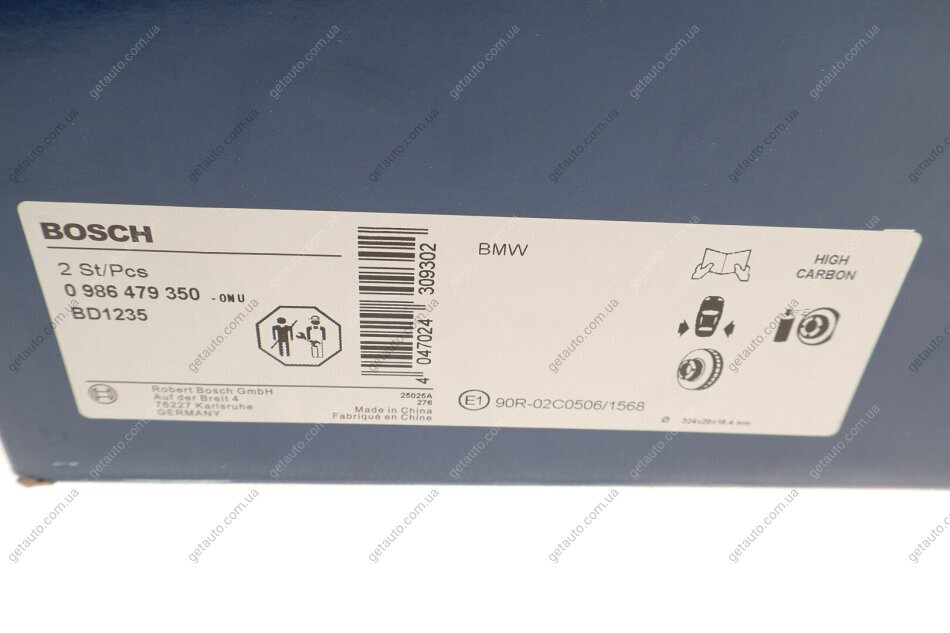 BOSCH
2 St/Pcs
0 986 479 350 - 0NU
BD1235
Robert Bosch GmbH
Auf der Breit 4
76227 Karlsruhe
GERMANY
25025A
276
Made in China
Fabriqué en Chine
4 047024 309302
BMW
E1 90R-02C0506/1568
HIGH
CARBON
getauto.com.ua